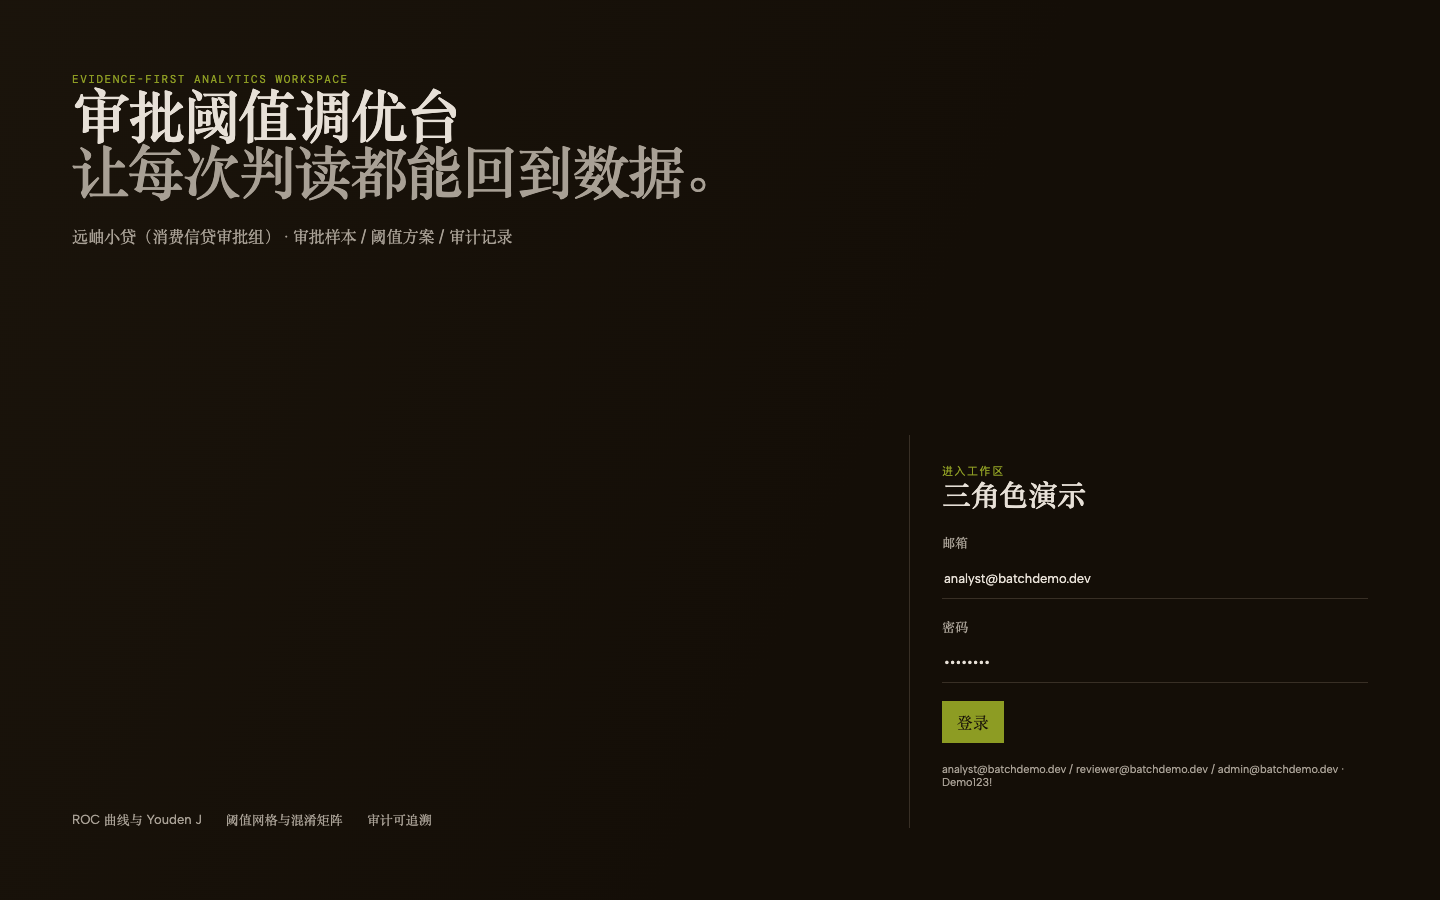 EVIDENCE-FIRST ANALYTICS WORKSPACE
审批阈值调优台
让每次判读都能回到数据。
远岫小贷（消费信贷审批组） · 审批样本 / 阈值方案 / 审计记录
进入工作区
三角色演示
邮箱
analyst@batchdemo.dev
密码
••••••••
登录
analyst@batchdemo.dev / reviewer@batchdemo.dev / admin@batchdemo.dev ·
Demo123!
ROC 曲线与 Youden J 阈值网格与混淆矩阵 审计可追溯